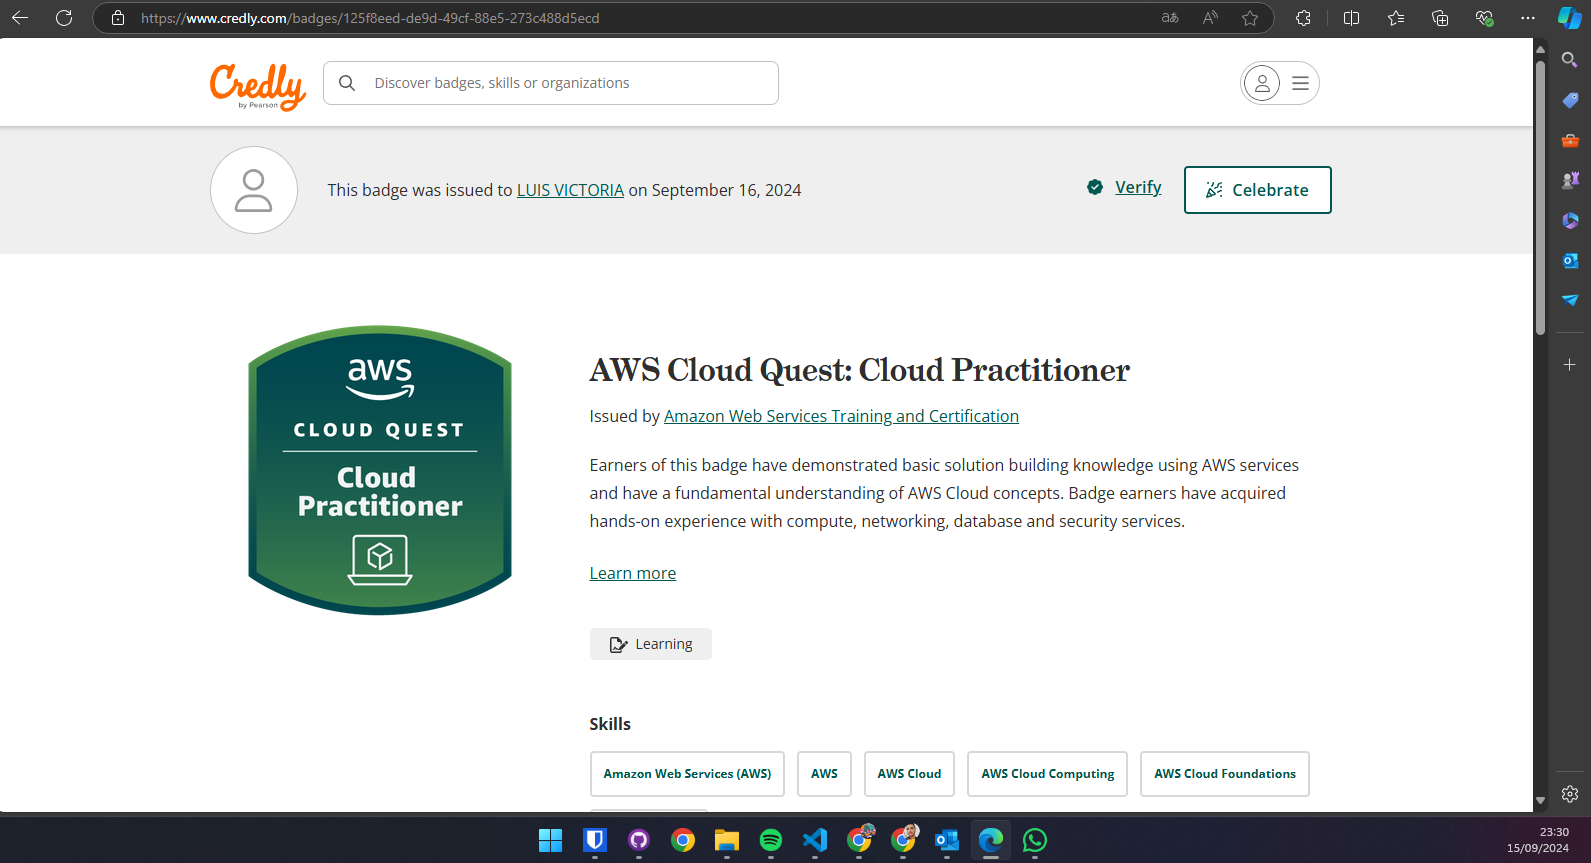 https://www.credly.com/badges/125f8eed-de9d-49cf-88e5-273c488d5ecd
Credly
by Pearson
Discover badges, skills or organizations
This badge was issued to LUIS VICTORIA on September 16, 2024
Verify
Celebrate
aws
CLOUD QUEST
Cloud
Practitioner
AWS Cloud Quest: Cloud Practitioner
Issued by Amazon Web Services Training and Certification
Earners of this badge have demonstrated basic solution building knowledge using AWS services
and have a fundamental understanding of AWS Cloud concepts. Badge earners have acquired
hands-on experience with compute, networking, database and security services.
Learn more
Learning
Skills
Amazon Web Services (AWS)
AWS
AWS Cloud
AWS Cloud Computing
AWS Cloud Foundations
23:30
15/09/2024